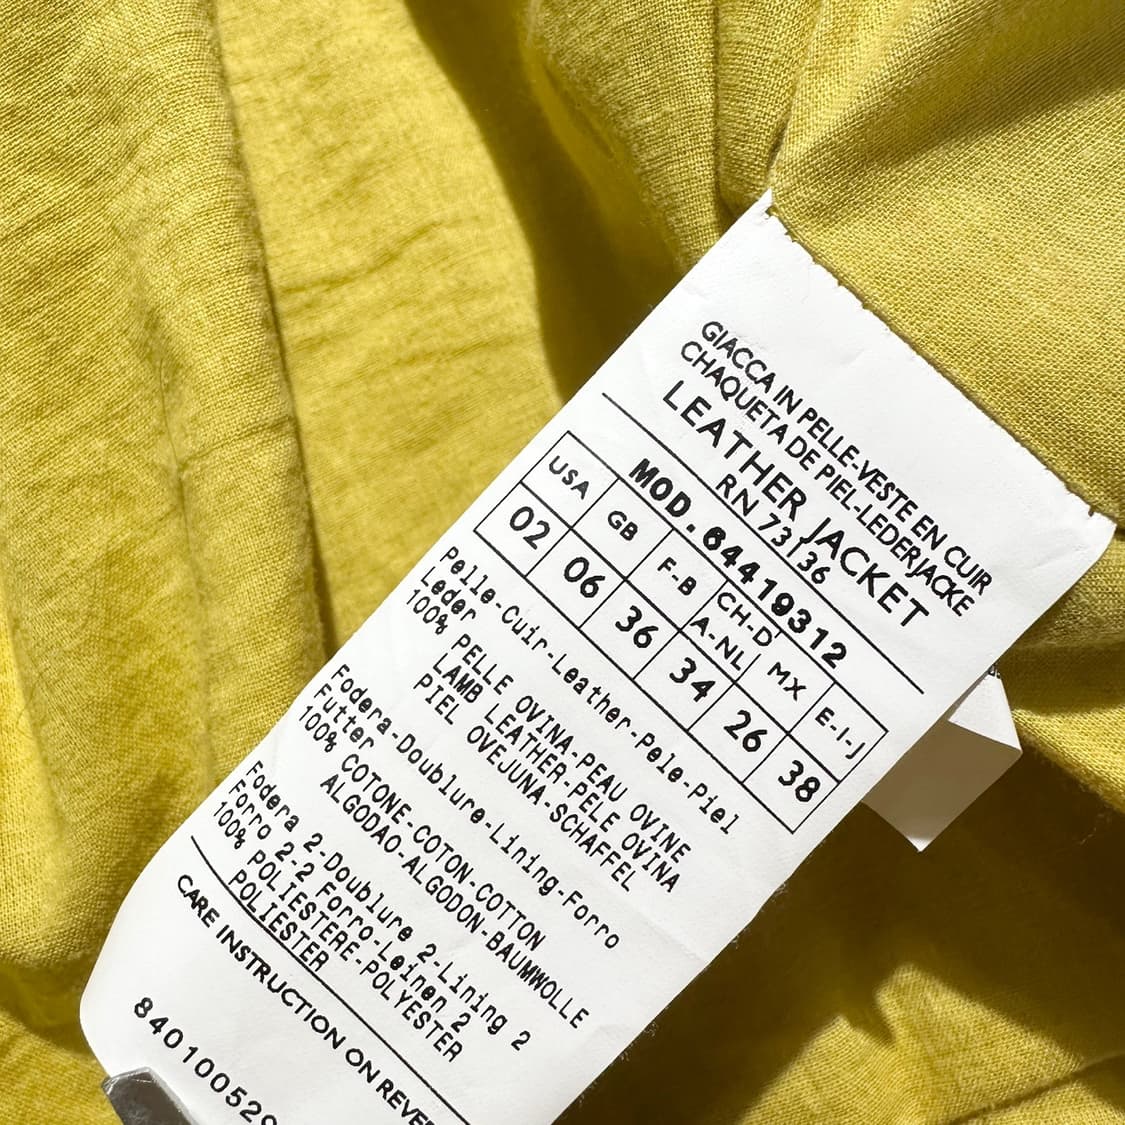 GIACCA IN PELLE-VESTE EN CUIR
CHAQUETA DE PIEL-LEDERJACKE
LEATHER JACKET
RN 73136
MOD. 64419312
USA GB F-B CH-D A-NL MX E-I-J
02 06 36 34 26 38
Pelle-Cuir-Leather-Pele-Piel
Leder
100% PELLE OVINA-PEAU OVINE
LAMB LEATHER-PELE OVINA
PIEL OVEJUNA-SCHAFFEL
Fodera-Doublure-Lining-Forro
Futter
100% COTONE-COTON-COTTON
ALGODAO-ALGODON-BAUMWOLLE
Fodera 2-Doublure 2-Lining 2
Forro 2-2 Forro-Leinen 2
100% POLIESTERE-POLYESTER
POLIESTER
CARE INSTRUCTION ON REVER
840100529